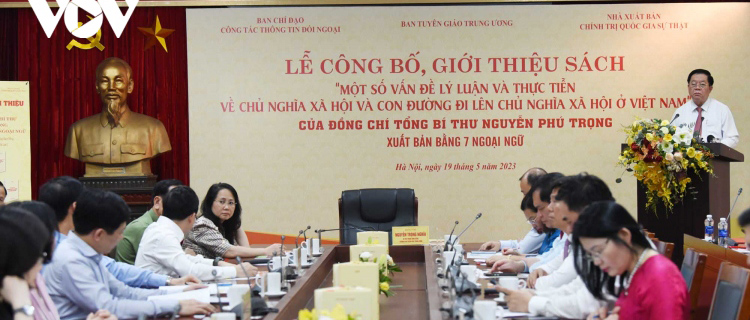 VOV
BAN CHỈ ĐẠO
CÔNG TÁC THÔNG TIN ĐỐI NGOẠI
BAN TUYÊN GIÁO TRUNG ƯƠNG
NHÀ XUẤT BẢN
CHÍNH TRỊ QUỐC GIA SỰ THẬT
LỄ CÔNG BỐ, GIỚI THIỆU SÁCH
"MỘT SỐ VẤN ĐỀ LÝ LUẬN VÀ THỰC TIỄN
VỀ CHỦ NGHĨA XÃ HỘI VÀ CON ĐƯỜNG ĐI LÊN CHỦ NGHĨA XÃ HỘI Ở VIỆT NAM
CỦA ĐỒNG CHÍ TỔNG BÍ THƯ NGUYỄN PHÚ TRỌNG
XUẤT BẢN BẰNG 7 NGOẠI NGỮ
Hà Nội, ngày 19 tháng 5 năm 2023
THIỆU
NGUYỄN TRỌNG NGHĨA